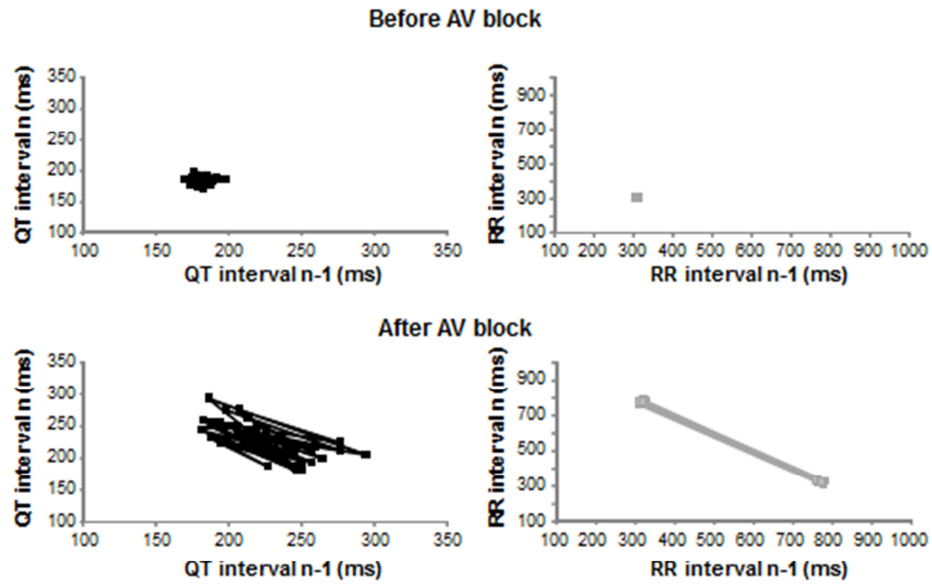 Before AV block
QT interval n (ms)
350
300
250
200
150
100
100 150 200 250 300 350
QT interval n-1 (ms)
RR interval n (ms)
900
700
500
300
100
100 200 300 400 500 600 700 800 900 1000
RR interval n-1 (ms)
After AV block
QT interval n (ms)
350
300
250
200
150
100
100 150 200 250 300 350
QT interval n-1 (ms)
RR interval n (ms)
900
700
500
300
100
100 200 300 400 500 600 700 800 900 1000
RR interval n-1 (ms)